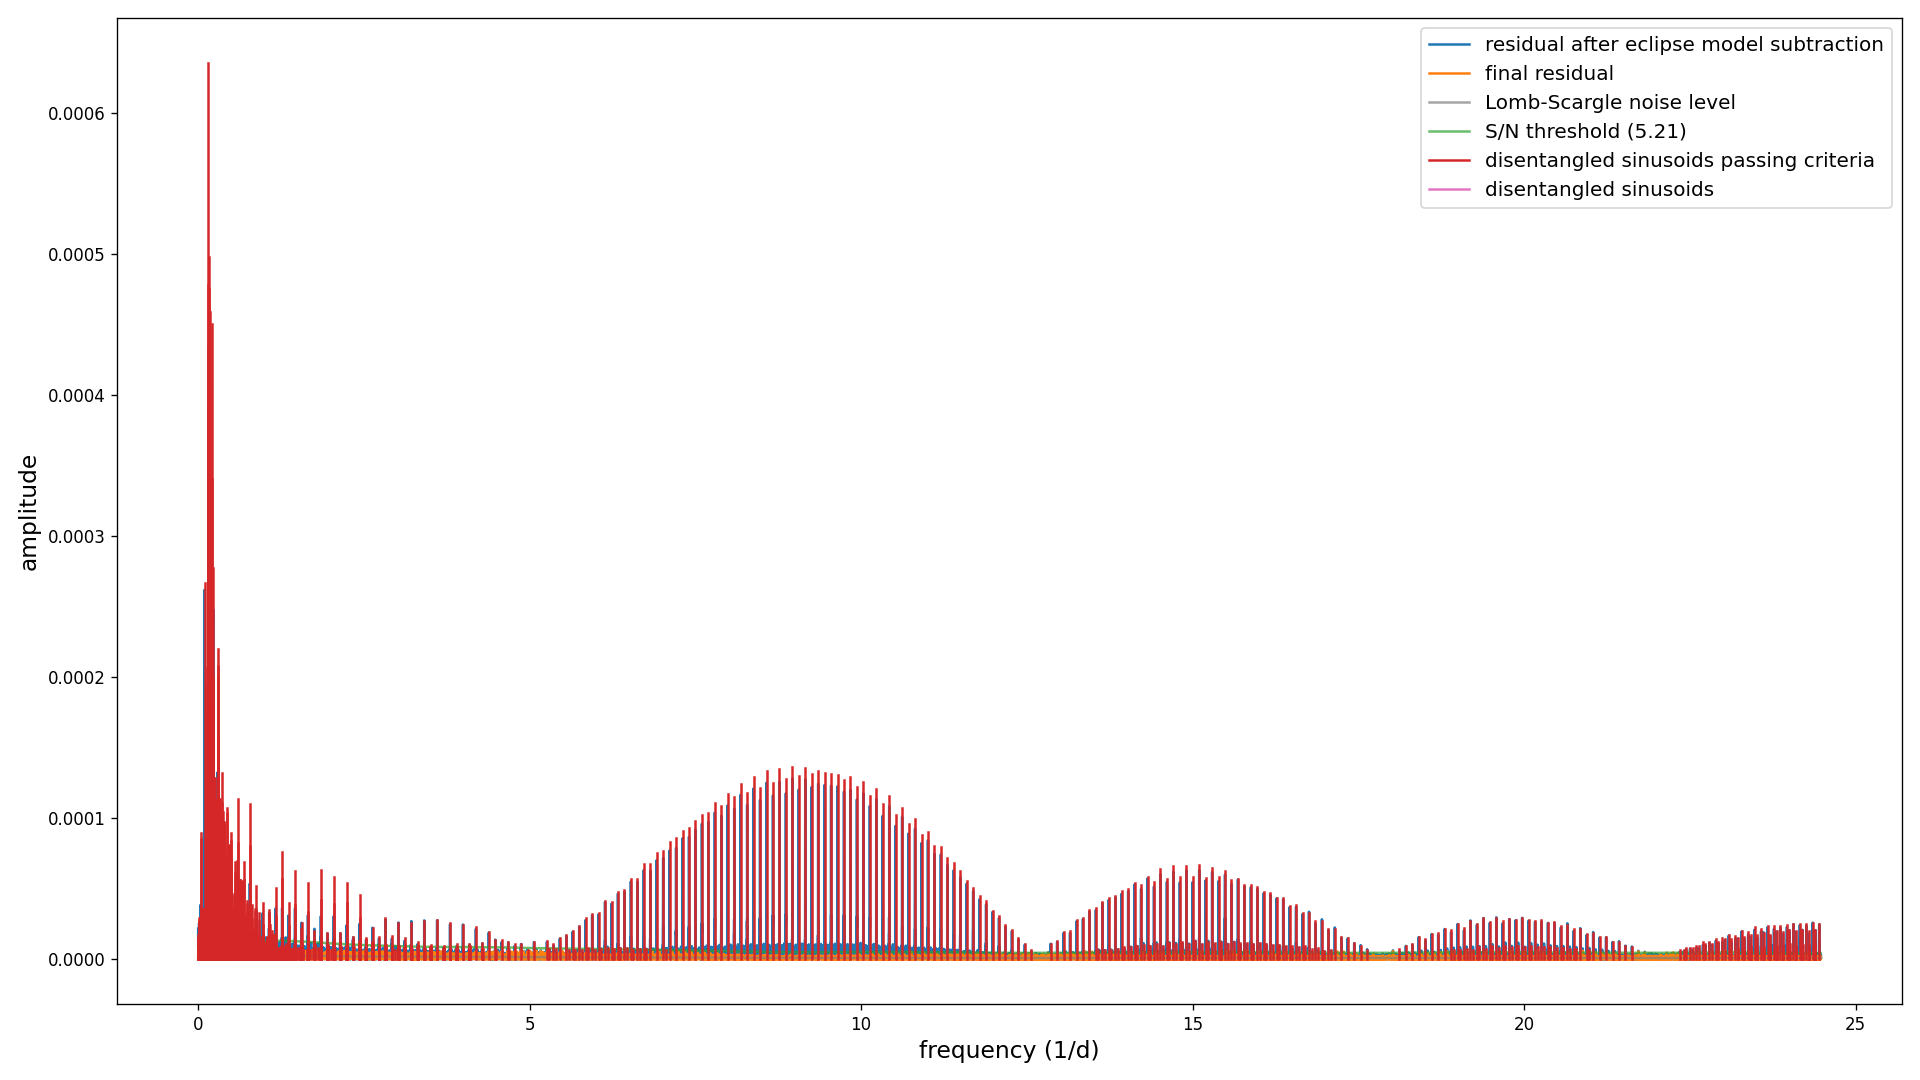 residual after eclipse model subtraction
final residual
Lomb-Scargle noise level
S/N threshold (5.21)
disentangled sinusoids passing criteria
disentangled sinusoids
0.0006
0.0005
0.0004
0.0003
0.0002
0.0001
0.0000
amplitude
0 5 10 15 20 25
frequency (1/d)